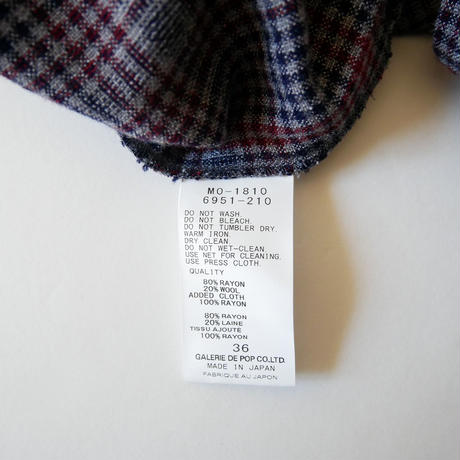 MO-1810
6951-210
DO NOT WASH.
DO NOT BLEACH.
DO NOT TUMBLER DRY.
WARM IRON.
DRY CLEAN.
DO NOT WET-CLEAN.
USE NET FOR CLEANING.
USE PRESS CLOTH.
QUALITY
80% RAYON
20% WOOL
ADDED CLOTH
100% RAYON
80% RAYON
20% LAINE
TISSU AJOUTÉ
100% RAYON
36
GALERIE DE POP CO.,LTD.
MADE IN JAPAN
FABRIQUE AU JAPON